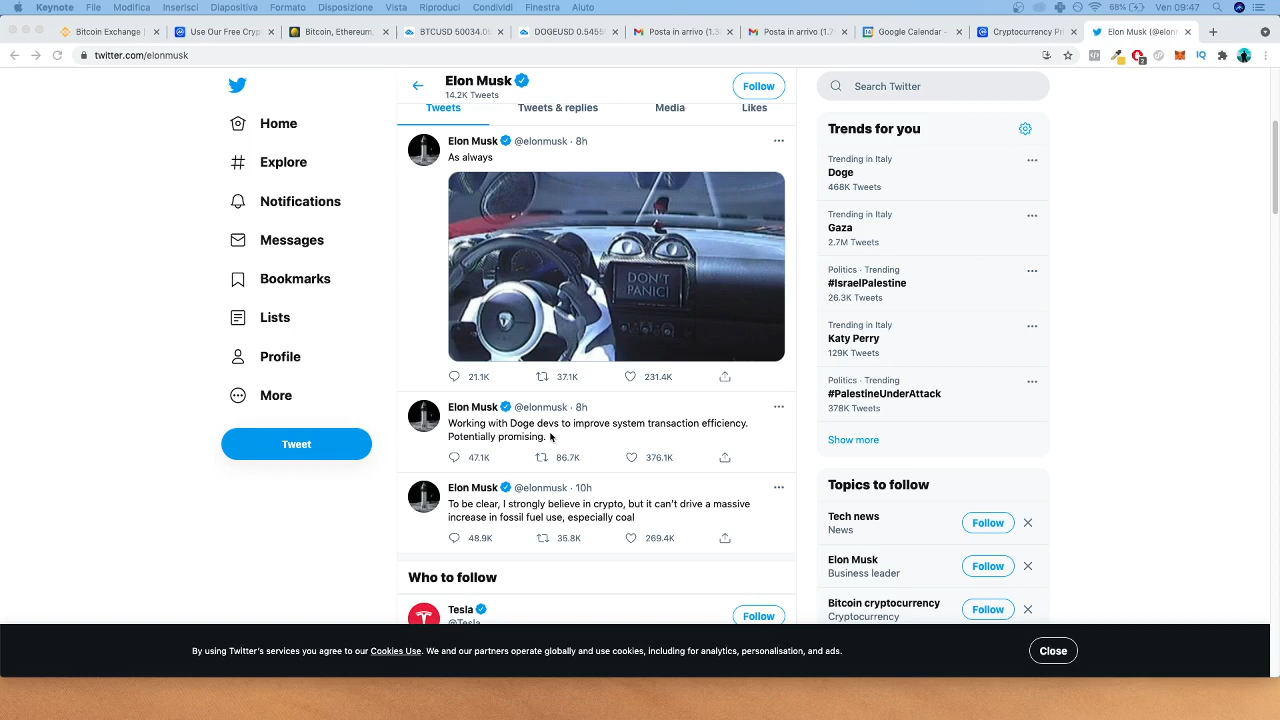 Keynote File Modifica Inserisci Diapositiva Formato Disposizione Vista Riproduci Condividi Finestra Aiuto 68% Ven 09:47
Bitcoin Exchange | Use Our Free Cryp Bitcoin, Ethereum, BTCUSD 50034.0 DOGEUSD 0.545 Posta in arrivo (1.3 Posta in arrivo (1.7 Google Calendar - Cryptocurrency Pri Elon Musk (@elon
twitter.com/elonmusk
IQ
Elon Musk
14.2K Tweets
Follow
Search Twitter
Tweets Tweets & replies Media Likes
Home
Explore
Notifications
Messages
Bookmarks
Lists
Profile
More
Tweet
Elon Musk @elonmusk · 8h
As always
DON'T
PANIC!
21.1K 37.1K 231.4K
Elon Musk @elonmusk · 8h
Working with Doge devs to improve system transaction efficiency.
Potentially promising.
47.1K 86.7K 376.1K
Elon Musk @elonmusk · 10h
To be clear, I strongly believe in crypto, but it can't drive a massive
increase in fossil fuel use, especially coal
48.9K 35.8K 269.4K
Who to follow
Tesla
@Tesla
Follow
Trends for you
Trending in Italy
Doge
468K Tweets
Trending in Italy
Gaza
2.7M Tweets
Politics · Trending
#IsraelPalestine
26.3K Tweets
Trending in Italy
Katy Perry
129K Tweets
Politics · Trending
#PalestineUnderAttack
378K Tweets
Show more
Topics to follow
Tech news
News
Follow
Elon Musk
Business leader
Follow
Bitcoin cryptocurrency
Cryptocurrency
Follow
By using Twitter's services you agree to our Cookies Use. We and our partners operate globally and use cookies, including for analytics, personalisation, and ads.
Close